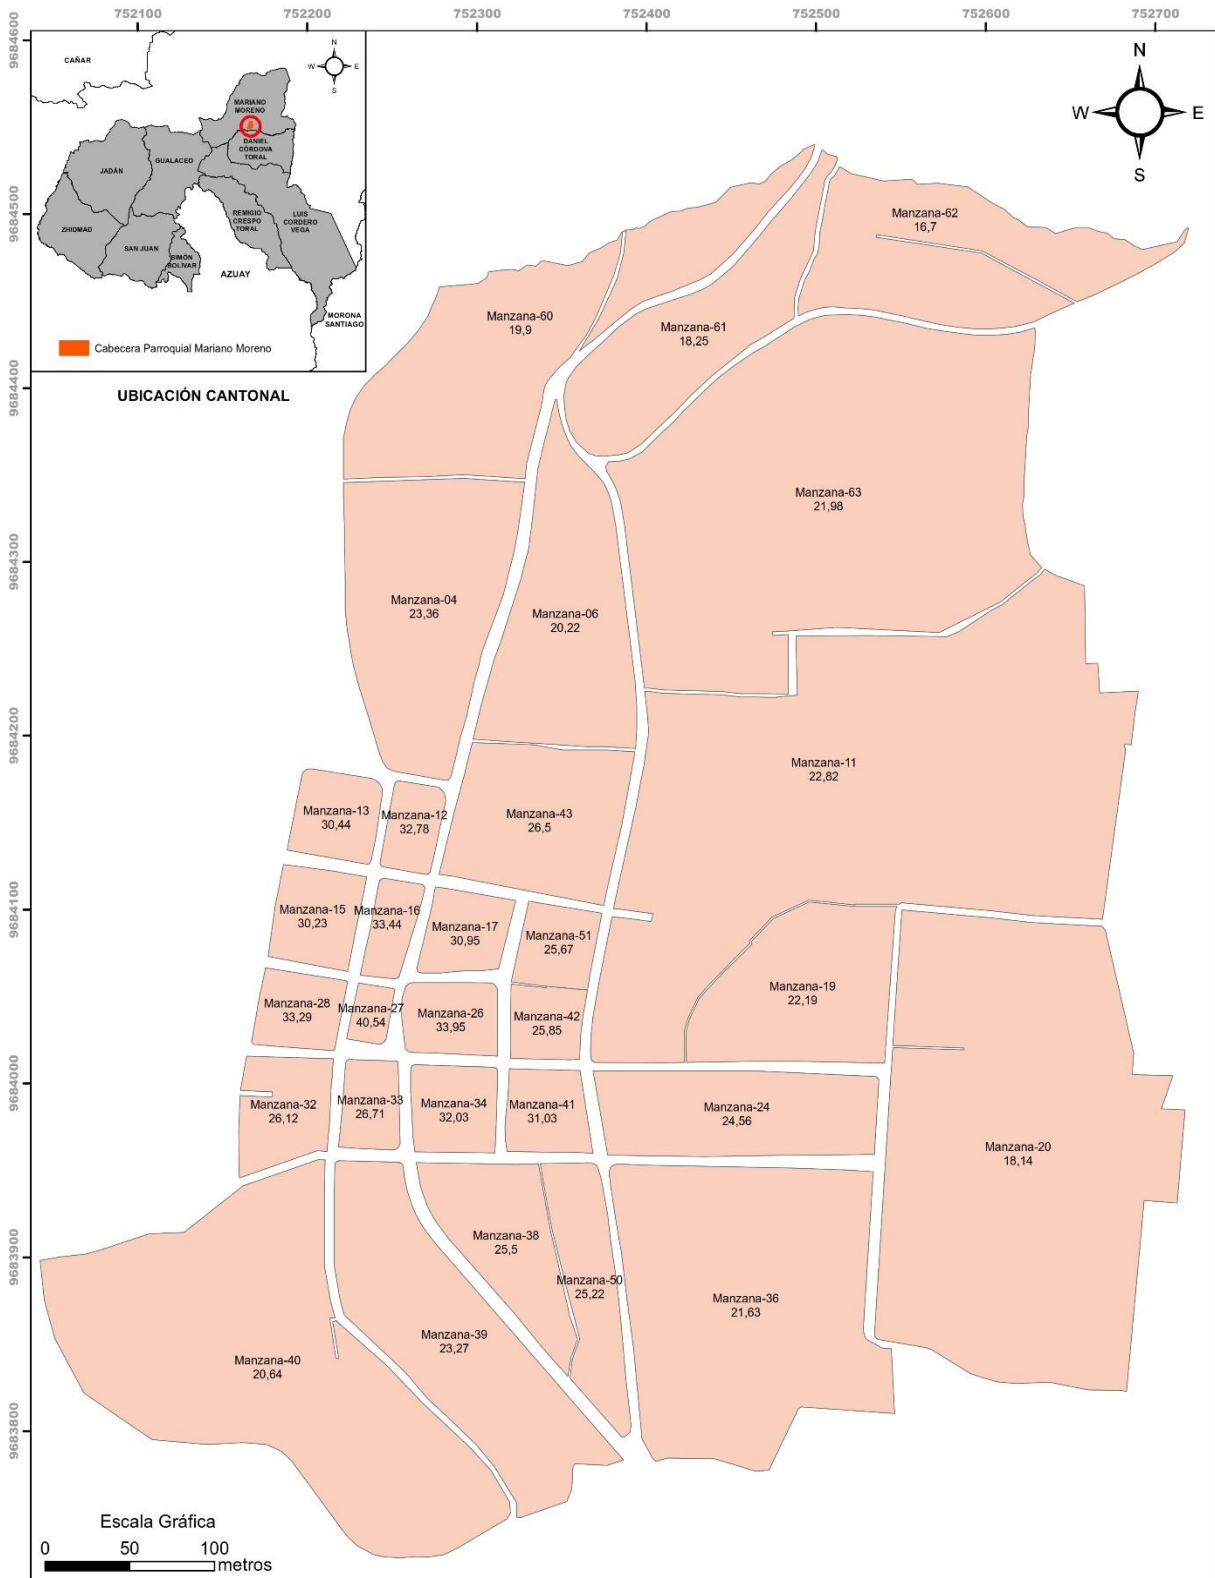 752100
752200
752300
752400
752500
752600
752700
9684600
9684500
9684400
9684300
9684200
9684100
9684000
9683900
9683800
CAÑAR
N
W
E
S
MARIANO
MORENO
DANIEL
CÓRDOVA
TORAL
GUALACEO
JADÁN
ZHIDMAD
SAN JUAN
SIMÓN
BOLÍVAR
REMIGIO
CRESPO
TORAL
LUIS
CORDERO
VEGA
AZUAY
MORONA
SANTIAGO
Cabecera Parroquial Mariano Moreno
UBICACIÓN CANTONAL
N
W
E
S
Manzana-62
16,7
Manzana-60
19,9
Manzana-61
18,25
Manzana-63
21,98
Manzana-04
23,36
Manzana-06
20,22
Manzana-11
22,82
Manzana-13
30,44
Manzana-12
32,78
Manzana-43
26,5
Manzana-15
30,23
Manzana-16
33,44
Manzana-17
30,95
Manzana-51
25,67
Manzana-19
22,19
Manzana-28
33,29
Manzana-27
40,54
Manzana-26
33,95
Manzana-42
25,85
Manzana-32
26,12
Manzana-33
26,71
Manzana-34
32,03
Manzana-41
31,03
Manzana-24
24,56
Manzana-20
18,14
Manzana-38
25,5
Manzana-50
25,22
Manzana-36
21,63
Manzana-39
23,27
Manzana-40
20,64
Escala Gráfica
0 50 100
metros